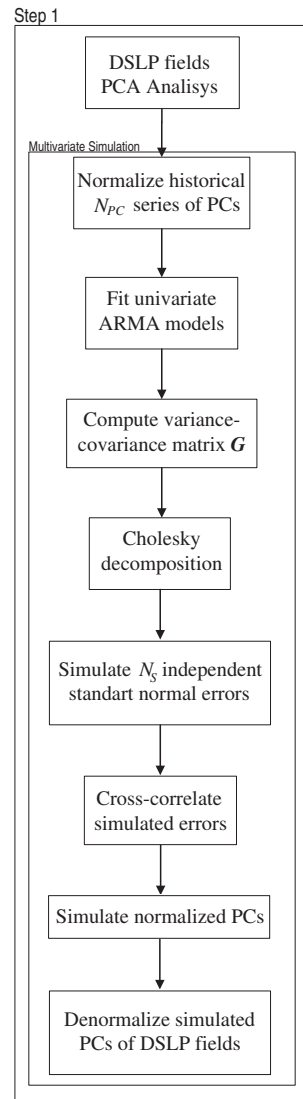 Step 1
DSLP fields
PCA Analisys
Multivariate Simulation
Normalize historical
N_PC series of PCs
Fit univariate
ARMA models
Compute variance-
covariance matrix G
Cholesky
decomposition
Simulate N_S independent
standart normal errors
Cross-correlate
simulated errors
Simulate normalized PCs
Denormalize simulated
PCs of DSLP fields